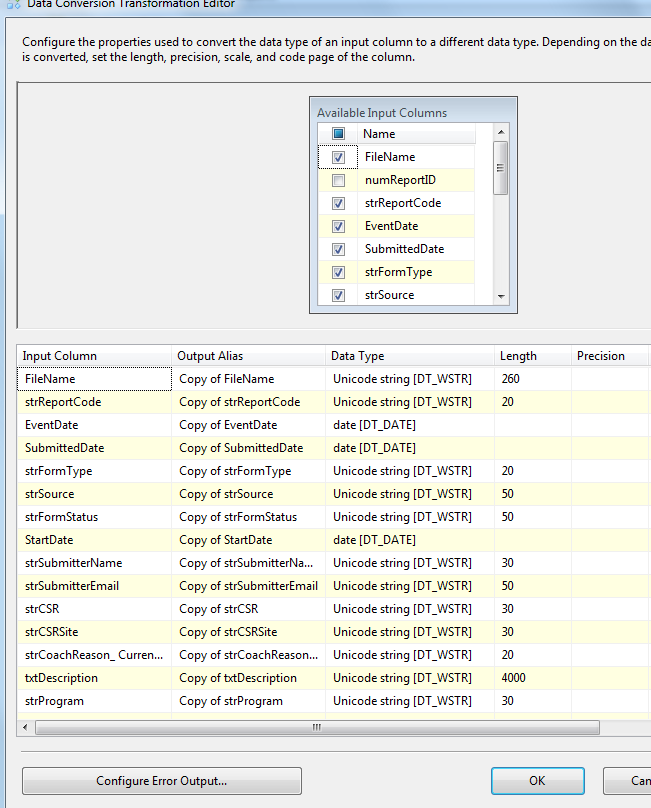 Data Conversion Transformation Editor
Configure the properties used to convert the data type of an input column to a different data type. Depending on the
is converted, set the length, precision, scale, and code page of the column.
Available Input Columns
Name
FileName
numReportID
strReportCode
EventDate
SubmittedDate
strFormType
strSource
Input Column Output Alias Data Type Length Precision
FileName Copy of FileName Unicode string [DT_WSTR] 260
strReportCode Copy of strReportCode Unicode string [DT_WSTR] 20
EventDate Copy of EventDate date [DT_DATE]
SubmittedDate Copy of SubmittedDate date [DT_DATE]
strFormType Copy of strFormType Unicode string [DT_WSTR] 20
strSource Copy of strSource Unicode string [DT_WSTR] 50
strFormStatus Copy of strFormStatus Unicode string [DT_WSTR] 50
StartDate Copy of StartDate date [DT_DATE]
strSubmitterName Copy of strSubmitterNa... Unicode string [DT_WSTR] 30
strSubmitterEmail Copy of strSubmitterEmail Unicode string [DT_WSTR] 50
strCSR Copy of strCSR Unicode string [DT_WSTR] 30
strCSRSite Copy of strCSRSite Unicode string [DT_WSTR] 30
strCoachReason_ Curren... Copy of strCoachReason... Unicode string [DT_WSTR] 20
txtDescription Copy of txtDescription Unicode string [DT_WSTR] 4000
strProgram Copy of strProgram Unicode string [DT_WSTR] 30
Configure Error Output... OK